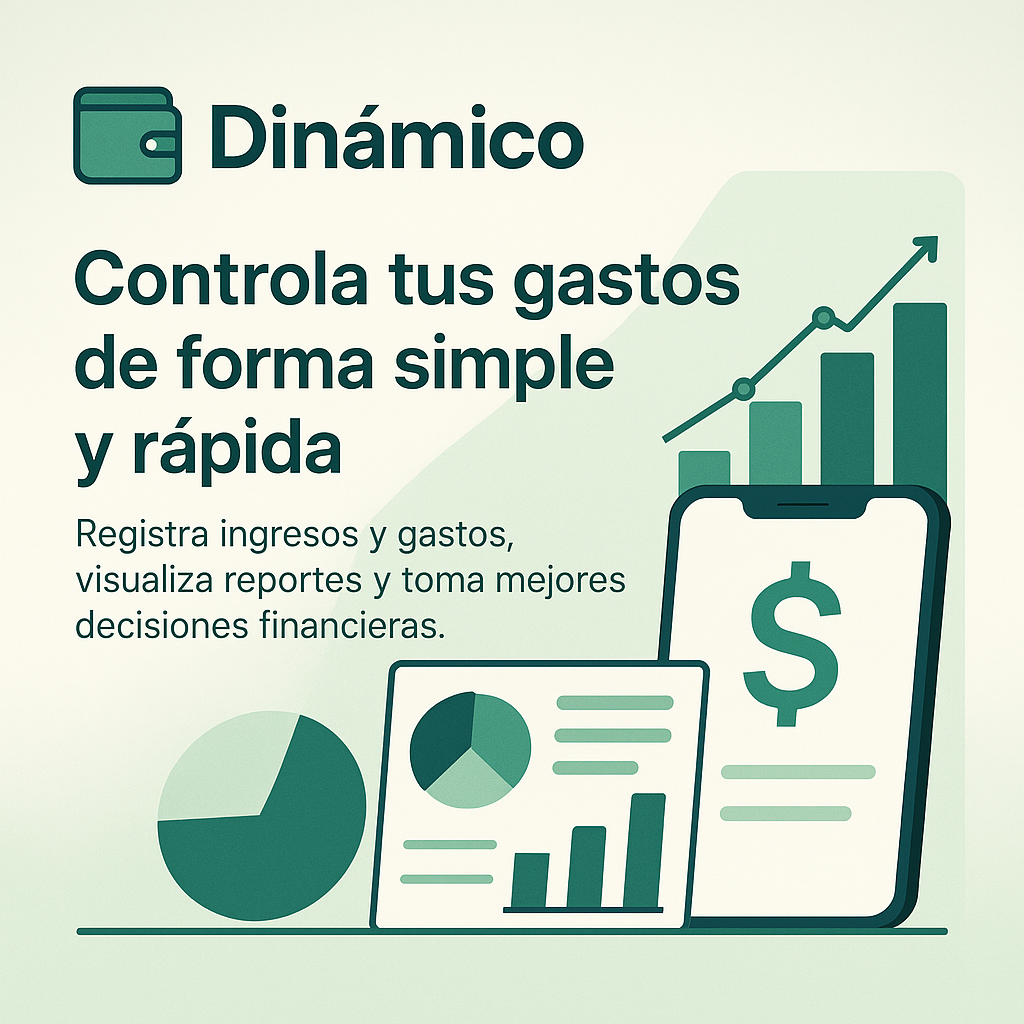 Dinámico
Controla tus gastos
de forma simple
y rápida
Registra ingresos y gastos,
visualiza reportes y toma mejores
decisiones financieras.
$